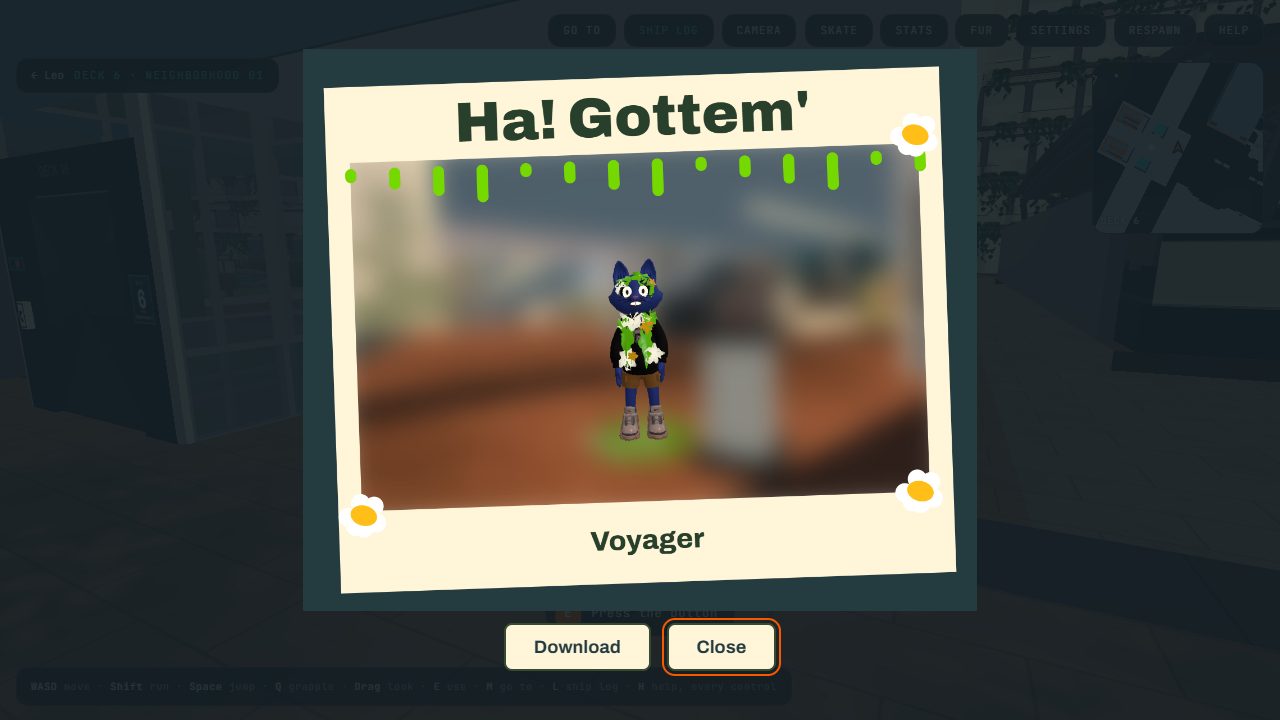 GO TO
SHIP LOG
CAMERA
SKATE
STATS
FUR
SETTINGS
RESPAWN
HELP
← Leo DECK 6 · NEIGHBORHOOD 01
Ha! Gottem'
6
Voyager
E Press the button
Download
Close
WASD move · Shift run · Space jump · Q grapple · Drag look · E use · M go to · L ship log · H help, every control